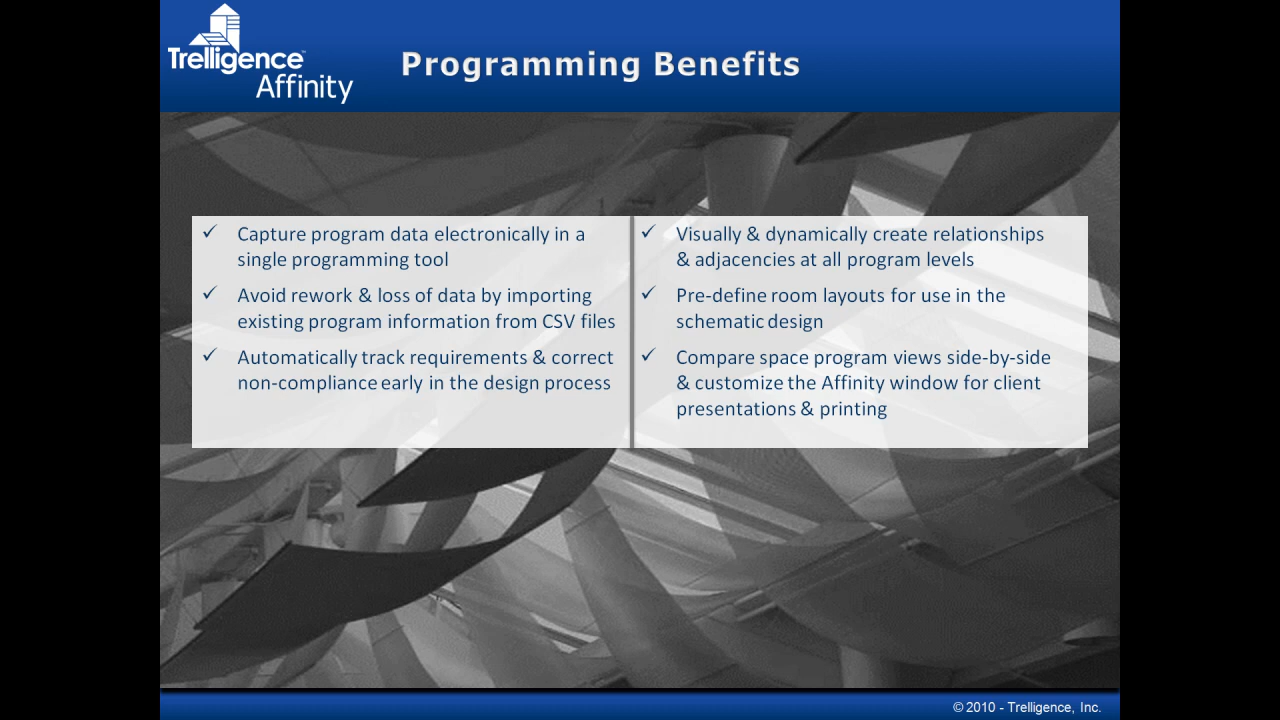 Trelligence
Affinity
Programming Benefits
✓ Capture program data electronically in a
single programming tool
✓ Avoid rework & loss of data by importing
existing program information from CSV files
✓ Automatically track requirements & correct
non-compliance early in the design process
✓ Visually & dynamically create relationships
& adjacencies at all program levels
✓ Pre-define room layouts for use in the
schematic design
✓ Compare space program views side-by-side
& customize the Affinity window for client
presentations & printing
© 2010 - Trelligence, Inc.